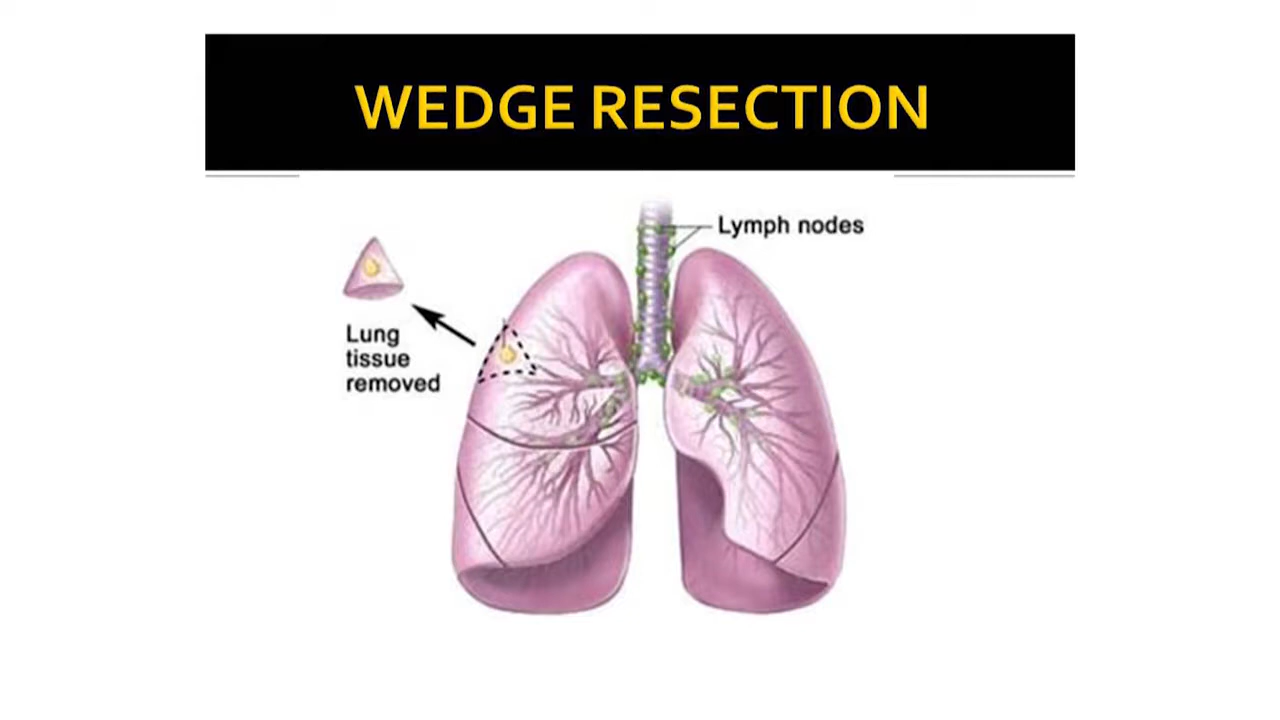 WEDGE RESECTION
Lymph nodes
Lung
tissue
removed